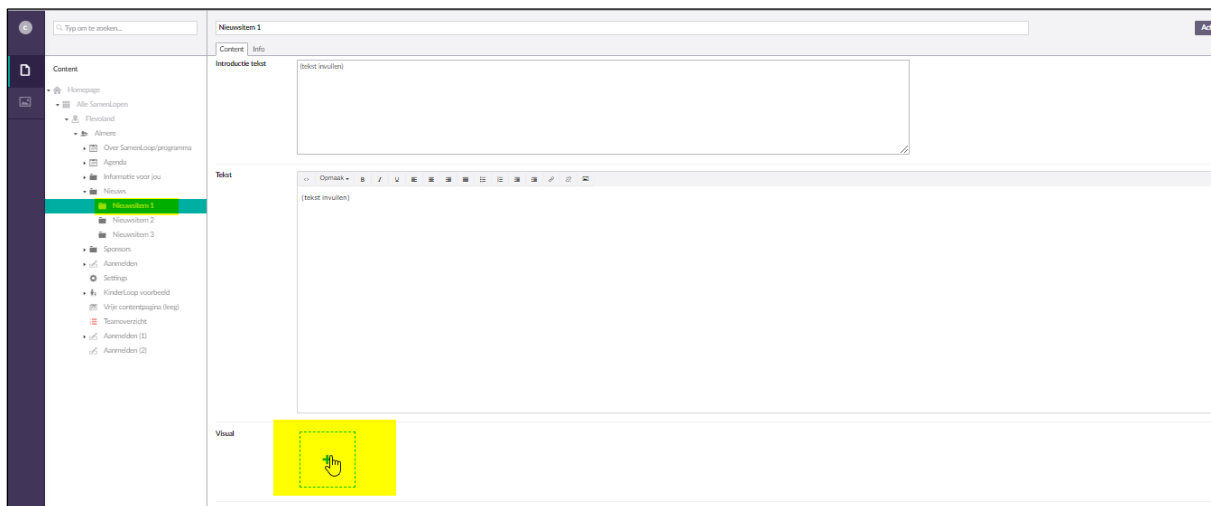 C
Typ om te zoeken...
Nieuwsitem 1
Act
Content
Info
Content
Homepage
Alle SamenLopen
Flevoland
Almere
Over SamenLoop/programma
Agenda
Informatie voor jou
Nieuws
Nieuwsitem 1
Nieuwsitem 2
Nieuwsitem 3
Sponsors
Aanmelden
Settings
KinderLoop voorbeeld
Vrije contentpagina (leeg)
Teamoverzicht
Aanmelden (1)
Aanmelden (2)
Introductie tekst
(tekst invullen)
Tekst
Opmaak B I U
(tekst invullen)
Visual